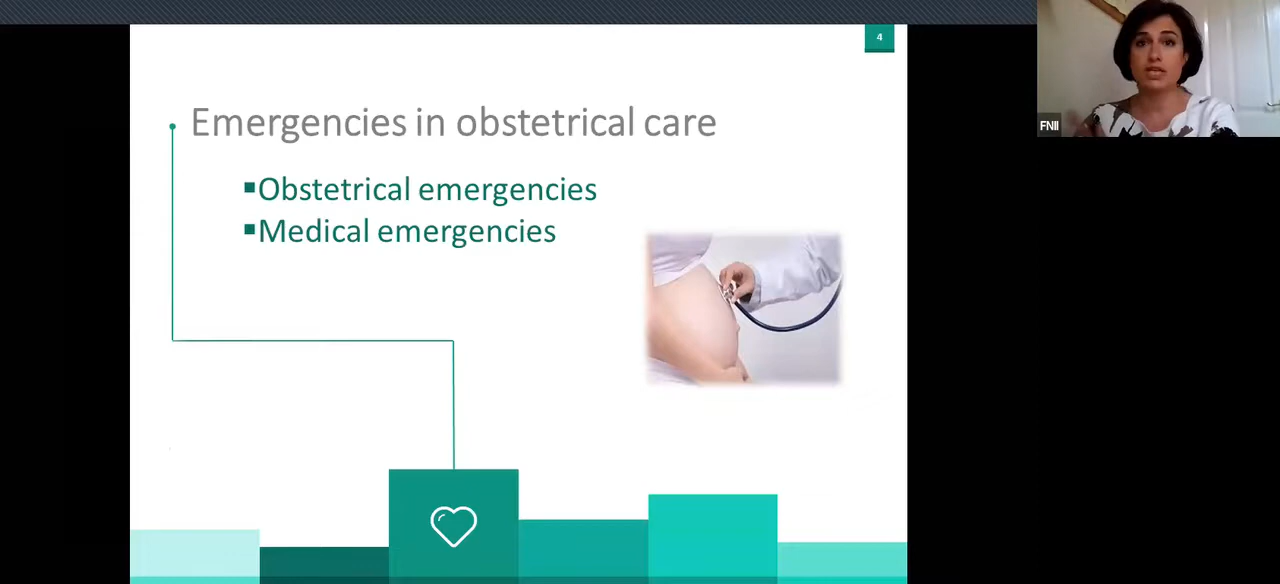 4
Emergencies in obstetrical care
▪Obstetrical emergencies
▪Medical emergencies
FNII